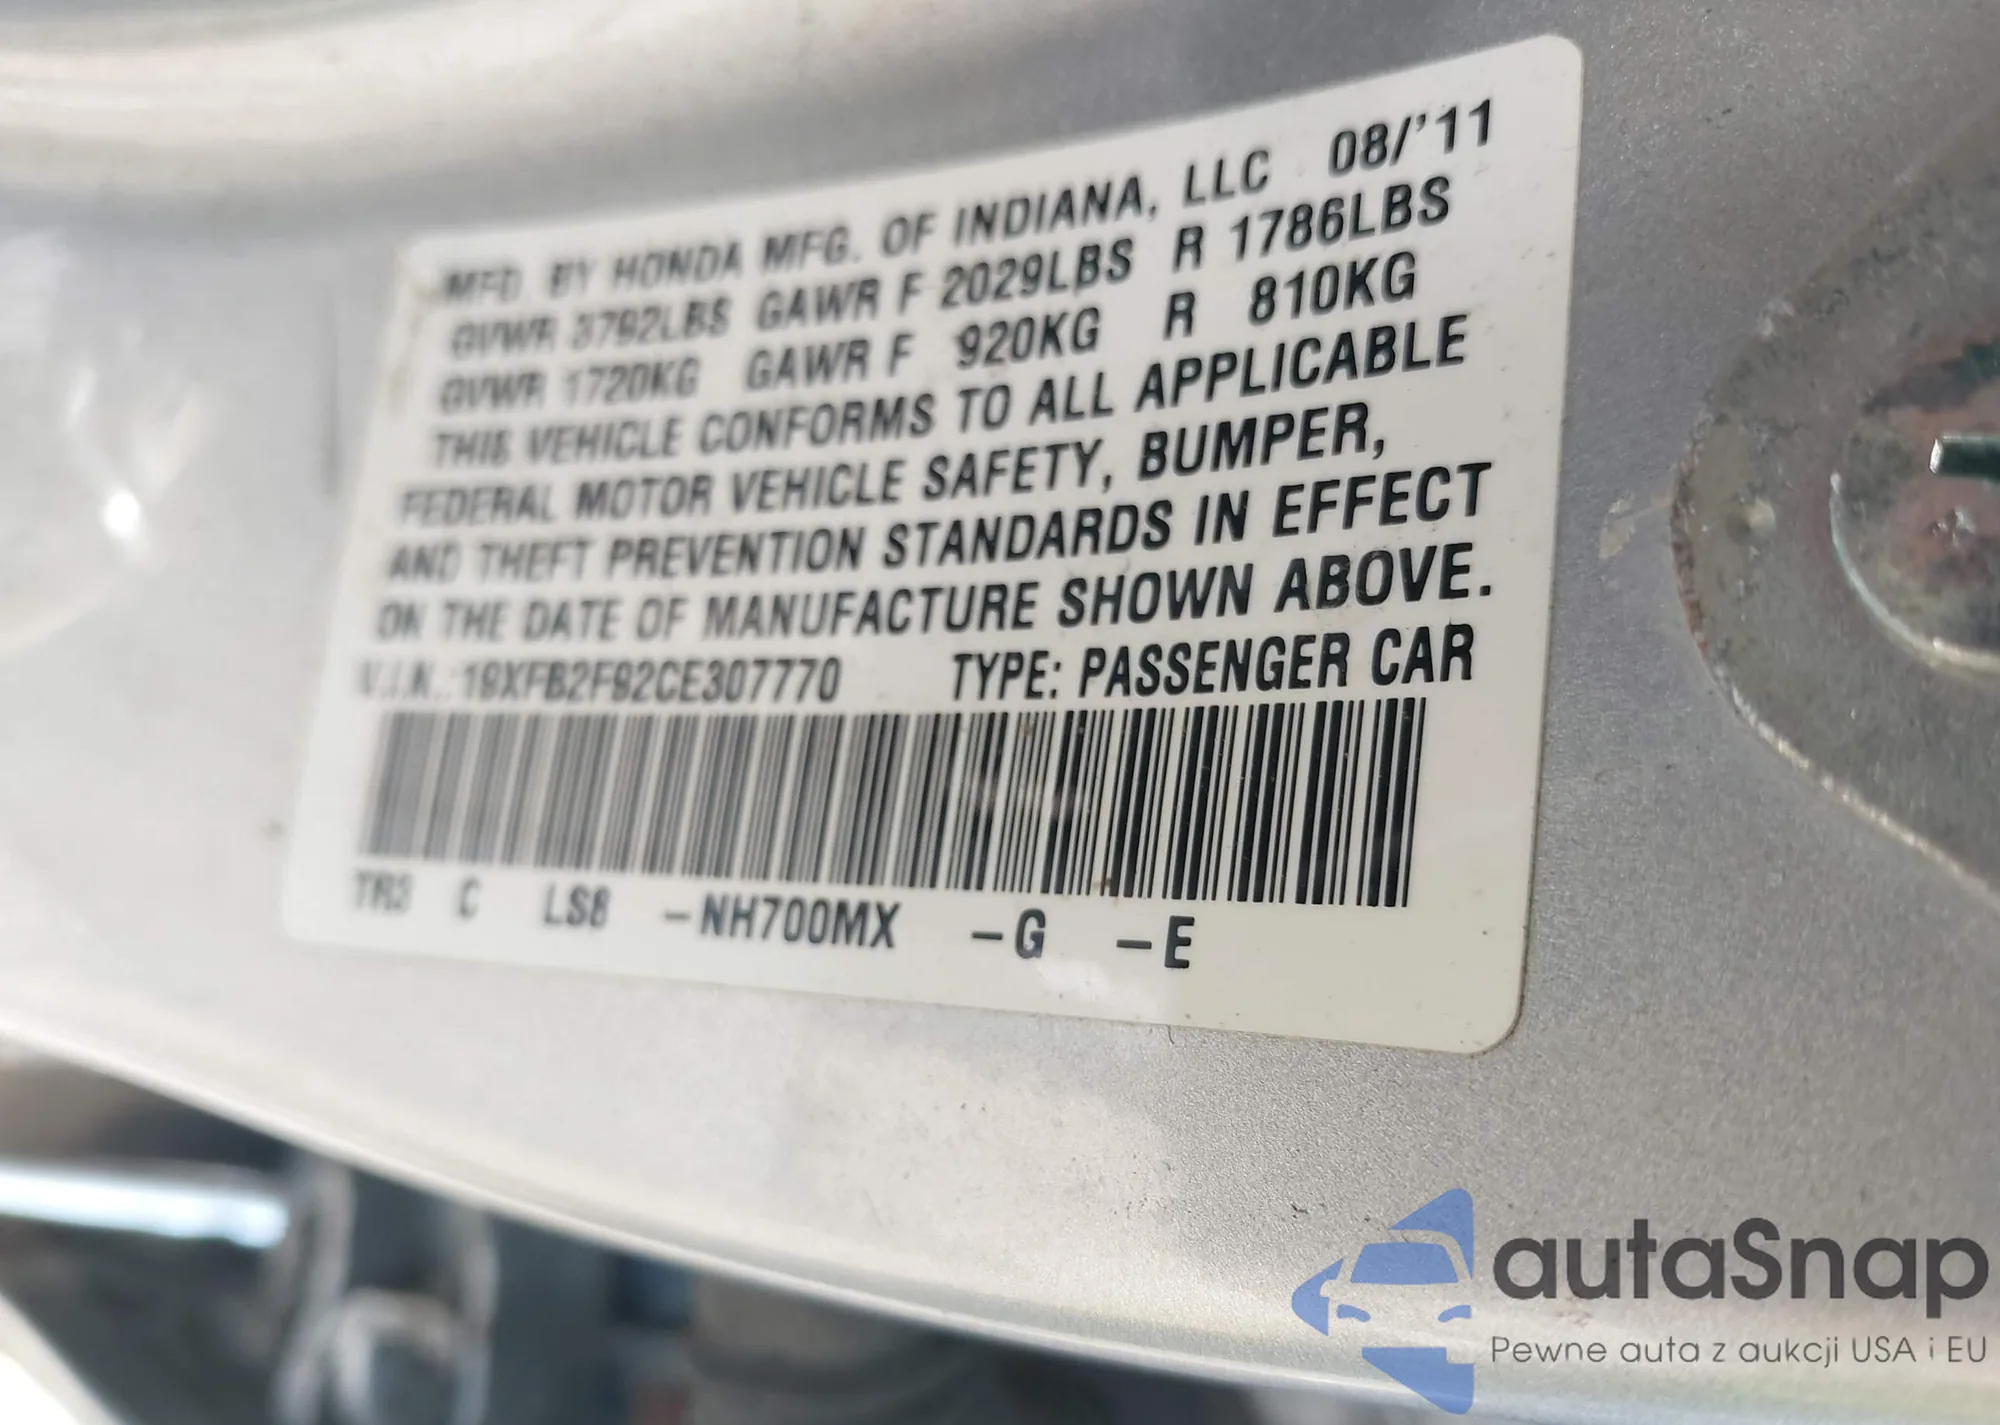 MFD. BY HONDA MFG. OF INDIANA, LLC 08/'11
GVWR 3792LBS GAWR F 2029LBS R 1786LBS
GVWR 1720KG GAWR F 920KG R 810KG
THIS VEHICLE CONFORMS TO ALL APPLICABLE
FEDERAL MOTOR VEHICLE SAFETY, BUMPER,
AND THEFT PREVENTION STANDARDS IN EFFECT
ON THE DATE OF MANUFACTURE SHOWN ABOVE.
V.I.N.:19XFB2F92CE307770 TYPE: PASSENGER CAR
TR3 C LS8 -NH700MX -G -E
autaSnap
Pewne auta z aukcji USA i EU